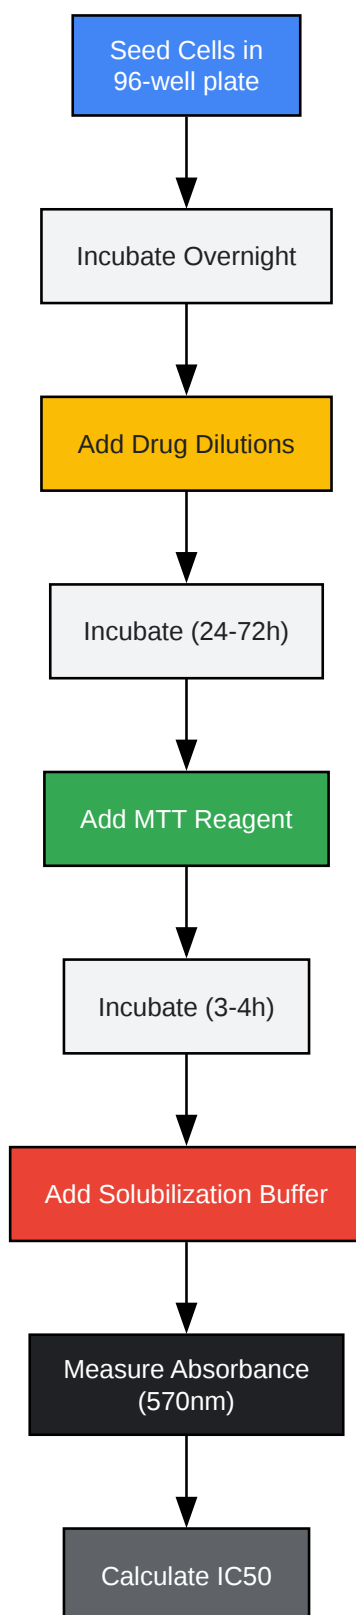 Seed Cells in
96-well plate
Incubate Overnight
Add Drug Dilutions
Incubate (24-72h)
Add MTT Reagent
Incubate (3-4h)
Add Solubilization Buffer
Measure Absorbance
(570nm)
Calculate IC50